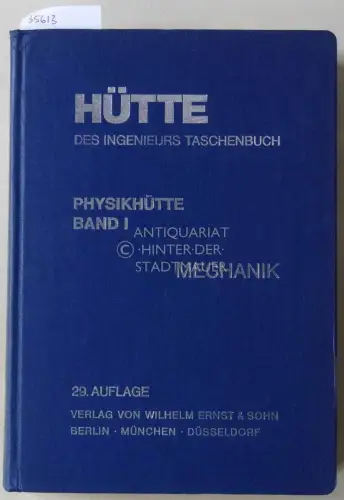 35613
HÜTTE
DES INGENIEURS TASCHENBUCH
PHYSIKHÜTTE
BAND I
ANTIQUARIAT
© ·HINTER·DER·
STADTMAUER
MECHANIK
29. AUFLAGE
VERLAG VON WILHELM ERNST & SOHN
BERLIN · MÜNCHEN · DÜSSELDORF